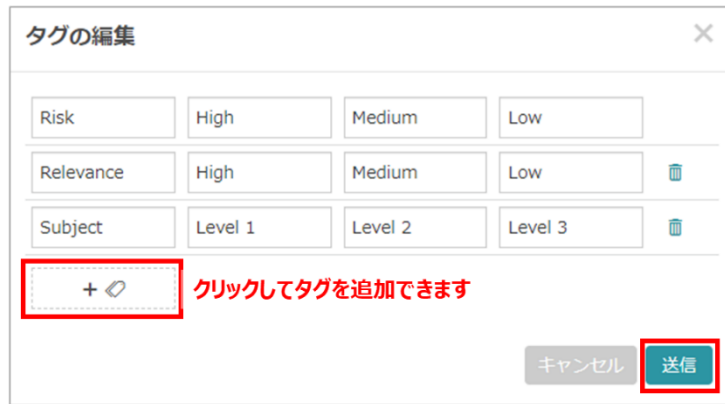 タグの編集
Risk High Medium Low
Relevance High Medium Low
Subject Level 1 Level 2 Level 3
+ クリックしてタグを追加できます
キャンセル 送信